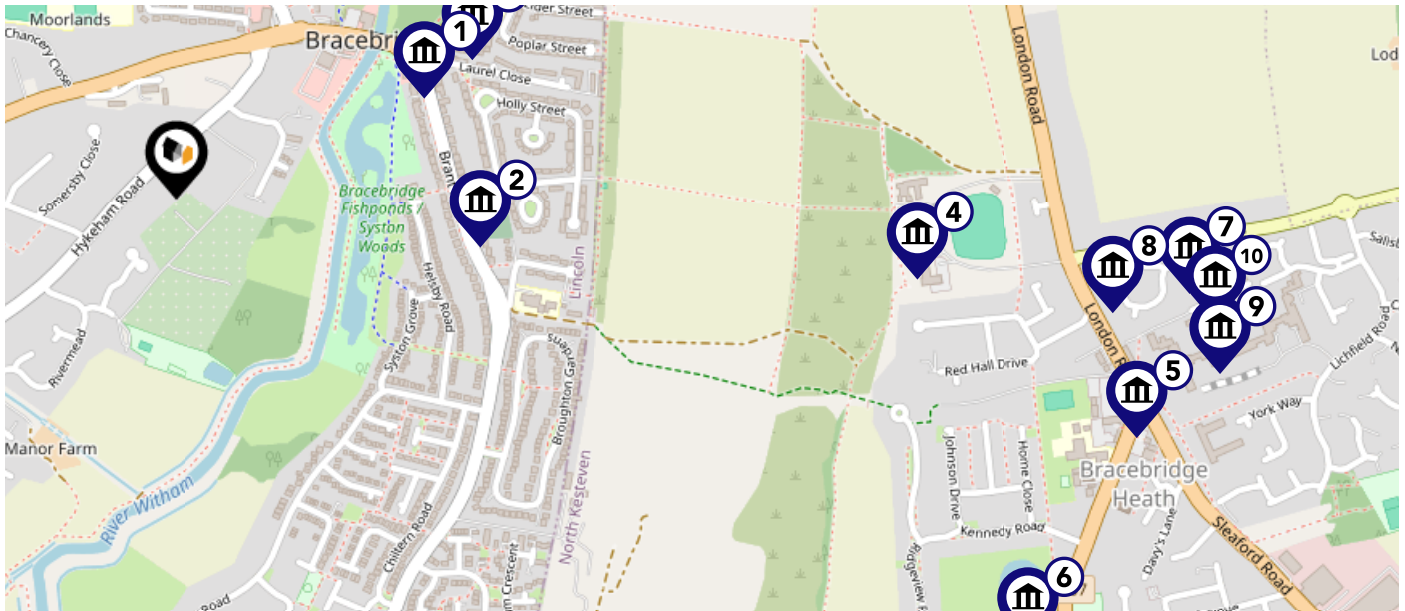 Moorlands
Chancery Close
Somersby Close
Hykeham Road
Rivermead
Manor Farm
River Witham
1
Poplar Street
Laurel Close
Holly Street
2
Bracebridge
Fishponds /
Syston
Woods
Helsby Road
Syston Grove
Lincoln
Broughton Gardens
North Kesteven
Chiltern Road
Road
London Road
4
7
8
10
9
London R
5
Red Hall Drive
Johnson Drive
Home Close
Kennedy Road
6
Bracebridge
Heath
York Way
Lichfield Road
Davy's Lane
Sleaford Road